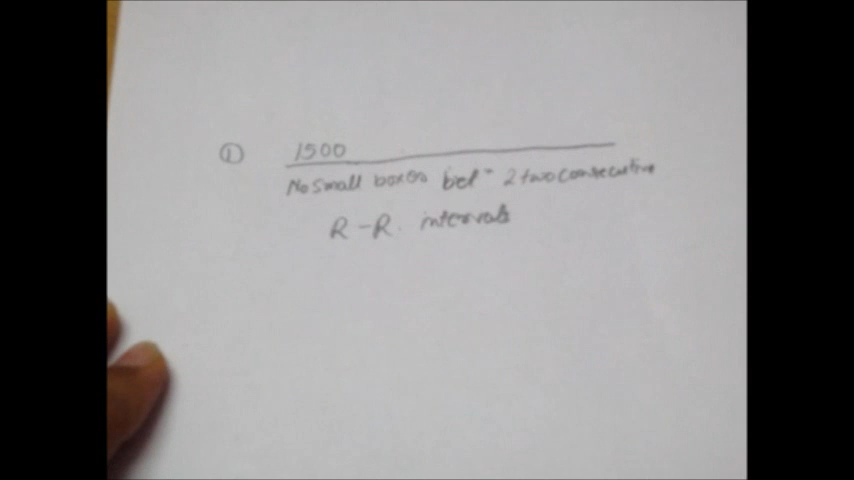 ① 1500
No small boxes bet- 2 two consecutive
R-R. intervals